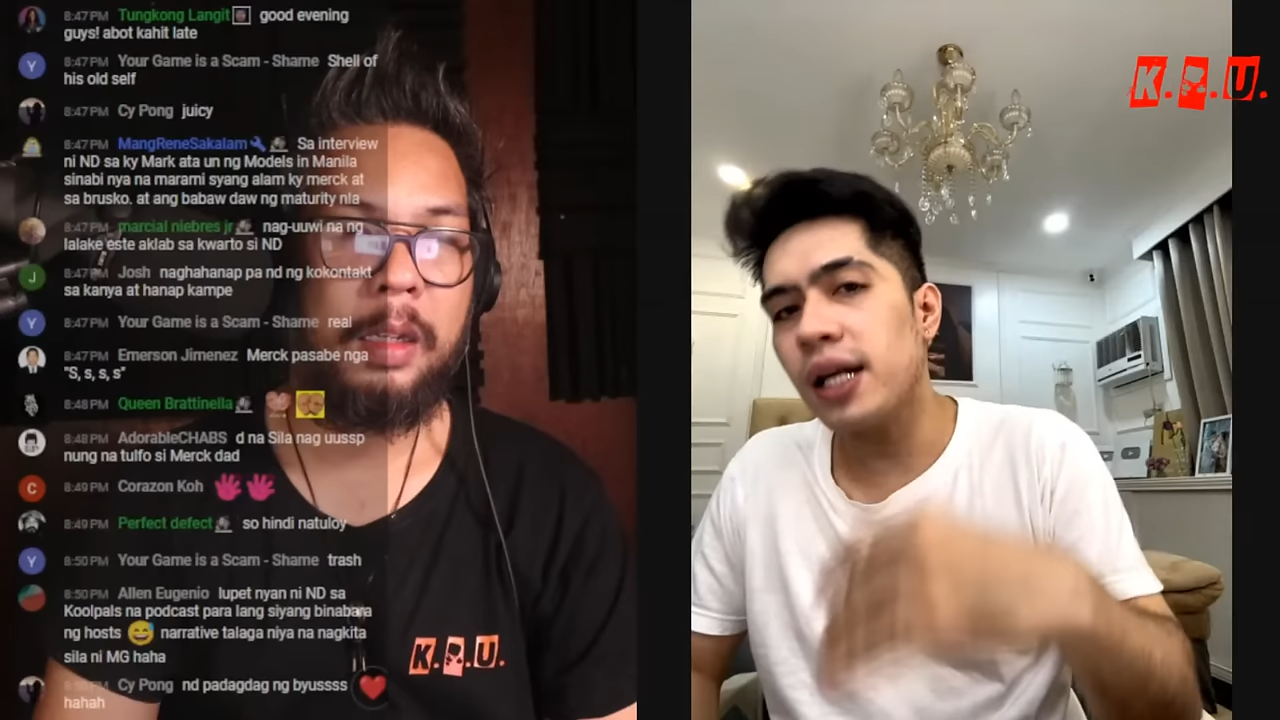 8:47 PM Tungkong Langit good evening
guys! abot kahit late
Y 8:47 PM Your Game is a Scam - Shame Shell of
his old self
8:47 PM Cy Pong juicy
8:47 PM MangReneSakalam Sa interview
ni ND sa ky Mark ata un ng Models in Manila
sinabi nya na marami syang alam ky merck at
sa brusko. at ang babaw daw ng maturity nla
8:47 PM marcial niebres jr nag-uuwi na ng
lalake este aklab sa kwarto si ND
J 8:47 PM Josh naghahanap pa nd ng kokontakt
sa kanya at hanap kampe
Y 8:47 PM Your Game is a Scam - Shame real
8:47 PM Emerson Jimenez Merck pasabe nga
"S, s, s, s"
8:48 PM Queen Brattinella
8:48 PM AdorableCHABS d na Sila nag uussp
nung na tulfo si Merck dad
C 8:49 PM Corazon Koh
8:49 PM Perfect defect so hindi natuloy
Y 8:50 PM Your Game is a Scam - Shame trash
8:50 PM Allen Eugenio lupet nyan ni ND sa
Koolpals na podcast para lang siyang binabara
ng hosts 😅 narrative talaga niya na nagkita
sila ni MG haha
Cy Pong nd padagdag ng byussss
hahah
K.U.
K.U.